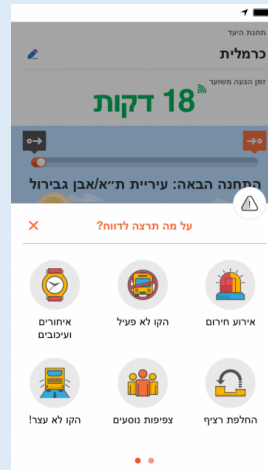 תחנת היעד
כרמלית
זמן הגעה משוער
18 דקות
התחנה הבאה: עיריית ת״א/אבן גבירול
על מה תרצה לדווח?
אירוע חירום
הקו לא פעיל
איחורים
ועיכובים
החלפת רציף
צפיפות נוסעים
הקו לא עצר!